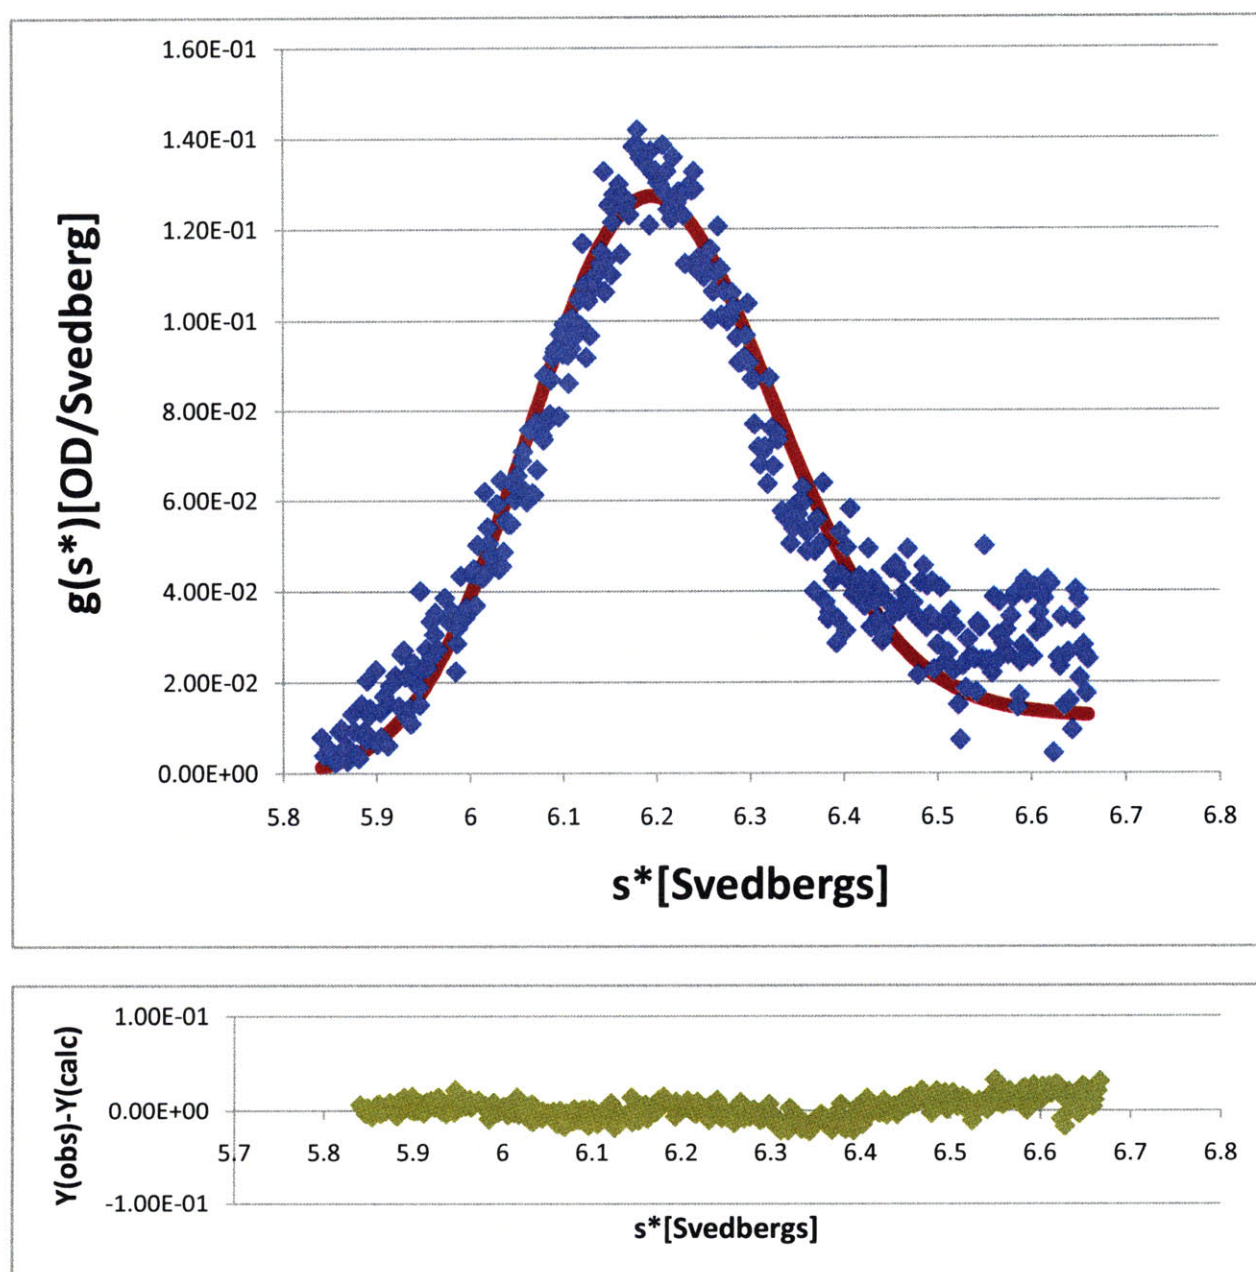 1.60E-01
1.40E-01
1.20E-01
1.00E-01
8.00E-02
6.00E-02
4.00E-02
2.00E-02
0.00E+00
g(s*)[OD/Svedberg]
5.8 5.9 6 6.1 6.2 6.3 6.4 6.5 6.6 6.7 6.8
s*[Svedbergs]
Y(obs)-Y(calc)
1.00E-01
0.00E+00
-1.00E-01
5.7 5.8 5.9 6 6.1 6.2 6.3 6.4 6.5 6.6 6.7 6.8
s*[Svedbergs]